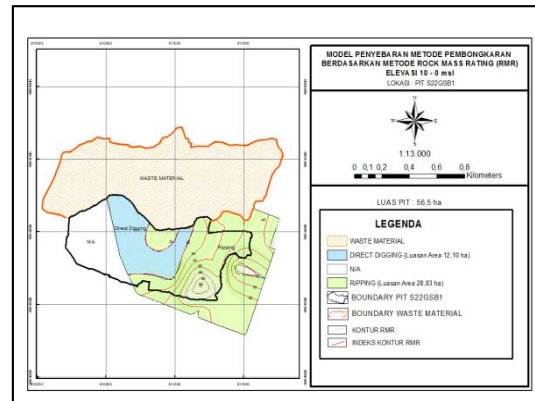 MODEL PENYEBARAN METODE PEMBONGKARAN
BERDASARKAN METODE ROCK MASS RATING (RMR)
ELEVASI 10 - 0 msl
LOKASI : PIT S22GSB1
N
W
E
S
1:13.000
0 0,1 0,2 0,4 0,6 0,8
Kilometers
LUAS PIT : 56,5 ha
LEGENDA
WASTE MATERIAL
DIRECT DIGGING (Luasan Area 12,10 ha)
N/A
RIPPING (Luasan Area 28,83 ha)
BOUNDARY PIT S22GSB1
BOUNDARY WASTE MATERIAL
KONTUR RMR
INDEKS KONTUR RMR
WASTE MATERIAL
Direct Digging
Ripping
N/A